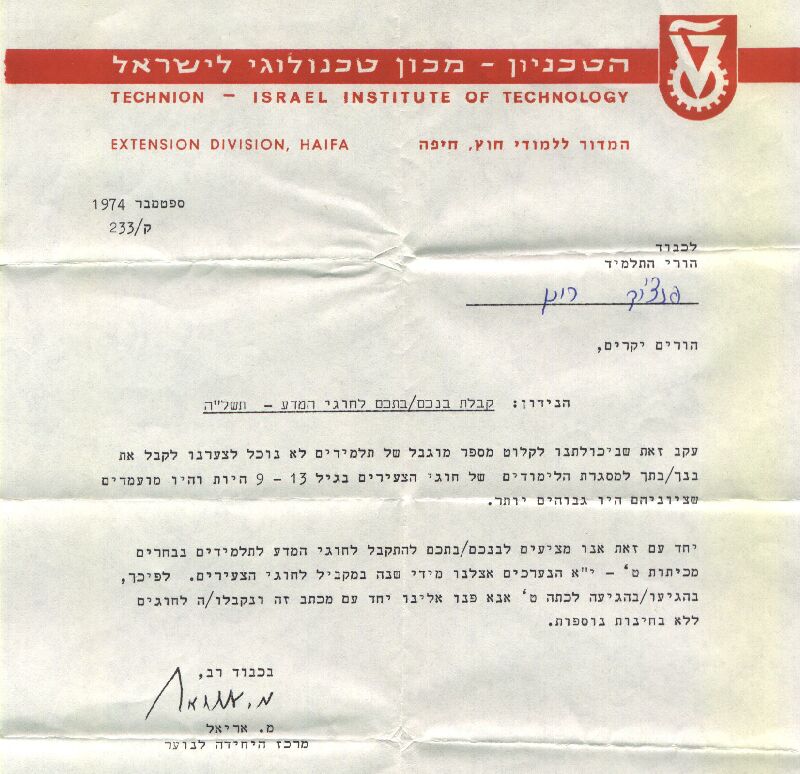 הטכניון - מכון טכנולוגי לישראל
TECHNION - ISRAEL INSTITUTE OF TECHNOLOGY
EXTENSION DIVISION, HAIFA המדור ללמודי חוץ, חיפה
ספטמבר 1974
ק/233
לכבוד
הורי התלמיד
הורים יקרים,
הנידון: קבלת בנכם/בתכם לחוגי המדע - תשל"ה
עקב זאת שביכולתנו לקלוט מספר מוגבל של תלמידים לא נוכל לצערנו לקבל את
בנך/בתך למסגרת הלימודים של חוגי הצעירים בגיל 13 - 9 היות והיו מועמדים
שציוניהם היו גבוהים יותר.
יחד עם זאת אנו מציעים לבנכם/בתכם להתקבל לחוגי המדע לתלמידים נבחרים
מכיתות ט' - י"א הנערכים אצלנו מידי שנה במקביל לחוגי הצעירים. לפיכך,
בהגיעו/בהגיעה לכתה ט' אנא פנו אלינו יחד עם מכתב זה ונקבלו/ה לחוגים
ללא בחינות נוספות.
בכבוד רב,
מ. אריאל
מרכז היחידה לנוער